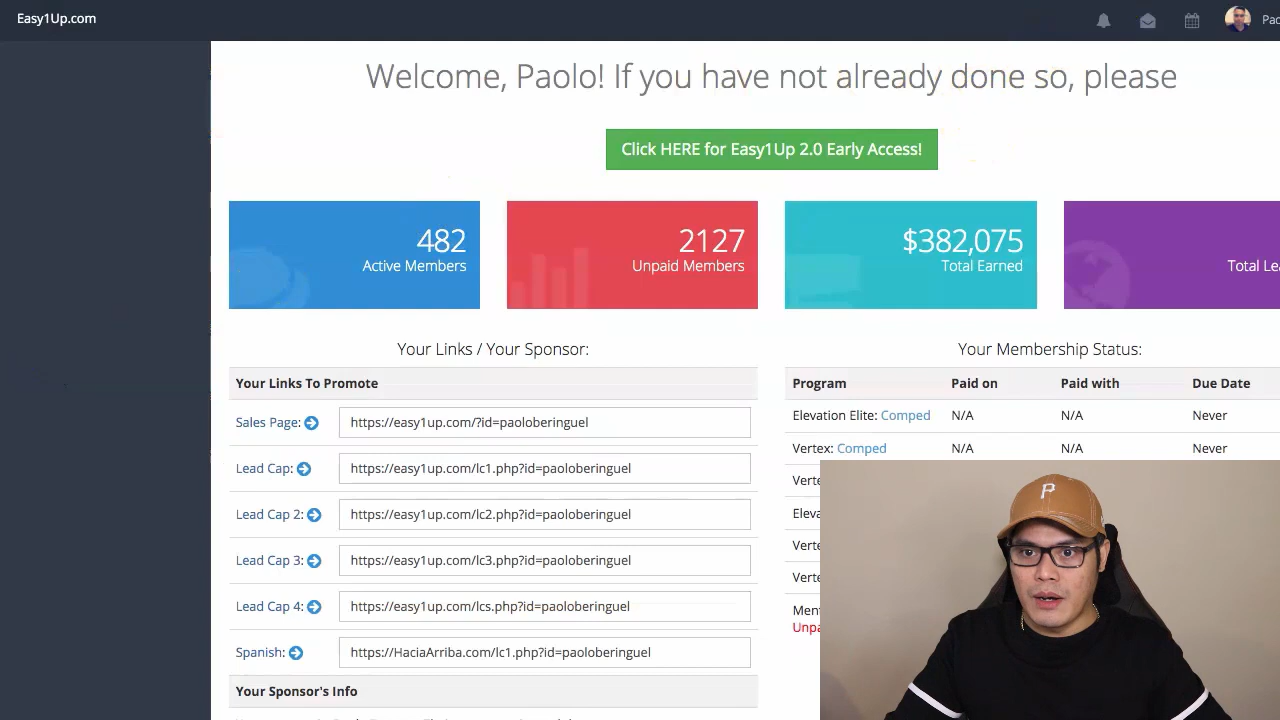 Easy1Up.com
Welcome, Paolo! If you have not already done so, please
Click HERE for Easy1Up 2.0 Early Access!
482
Active Members
2127
Unpaid Members
$382,075
Total Earned
Total
Your Links / Your Sponsor:
Your Links To Promote
Sales Page: https://easy1up.com/?id=paoloberinguel
Lead Cap: https://easy1up.com/lc1.php?id=paoloberinguel
Lead Cap 2: https://easy1up.com/lc2.php?id=paoloberinguel
Lead Cap 3: https://easy1up.com/lc3.php?id=paoloberinguel
Lead Cap 4: https://easy1up.com/lcs.php?id=paoloberinguel
Spanish: https://HaciaArriba.com/lc1.php?id=paoloberinguel
Your Sponsor's Info
Your Membership Status:
Program Paid on Paid with Due Date
Elevation Elite: Comped N/A N/A Never
Vertex: Comped N/A N/A Never
P